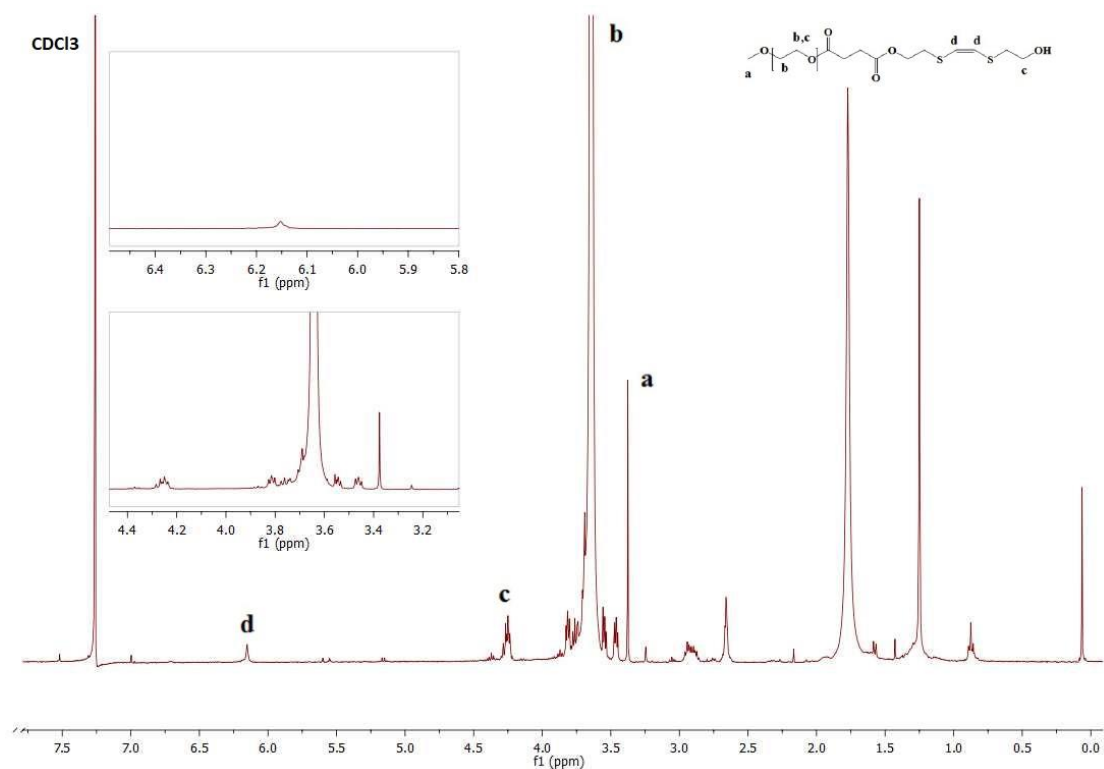 CDCl3
b
b,c
O
d
d
O
S
OH
a
b
O
O
O
S
c
6.4 6.3 6.2 6.1 6.0 5.9 5.8
f1 (ppm)
4.4 4.2 4.0 3.8 3.6 3.4 3.2
f1 (ppm)
a
c
d
7.5 7.0 6.5 6.0 5.5 5.0 4.5 4.0 3.5 3.0 2.5 2.0 1.5 1.0 0.5 0.0
f1 (ppm)